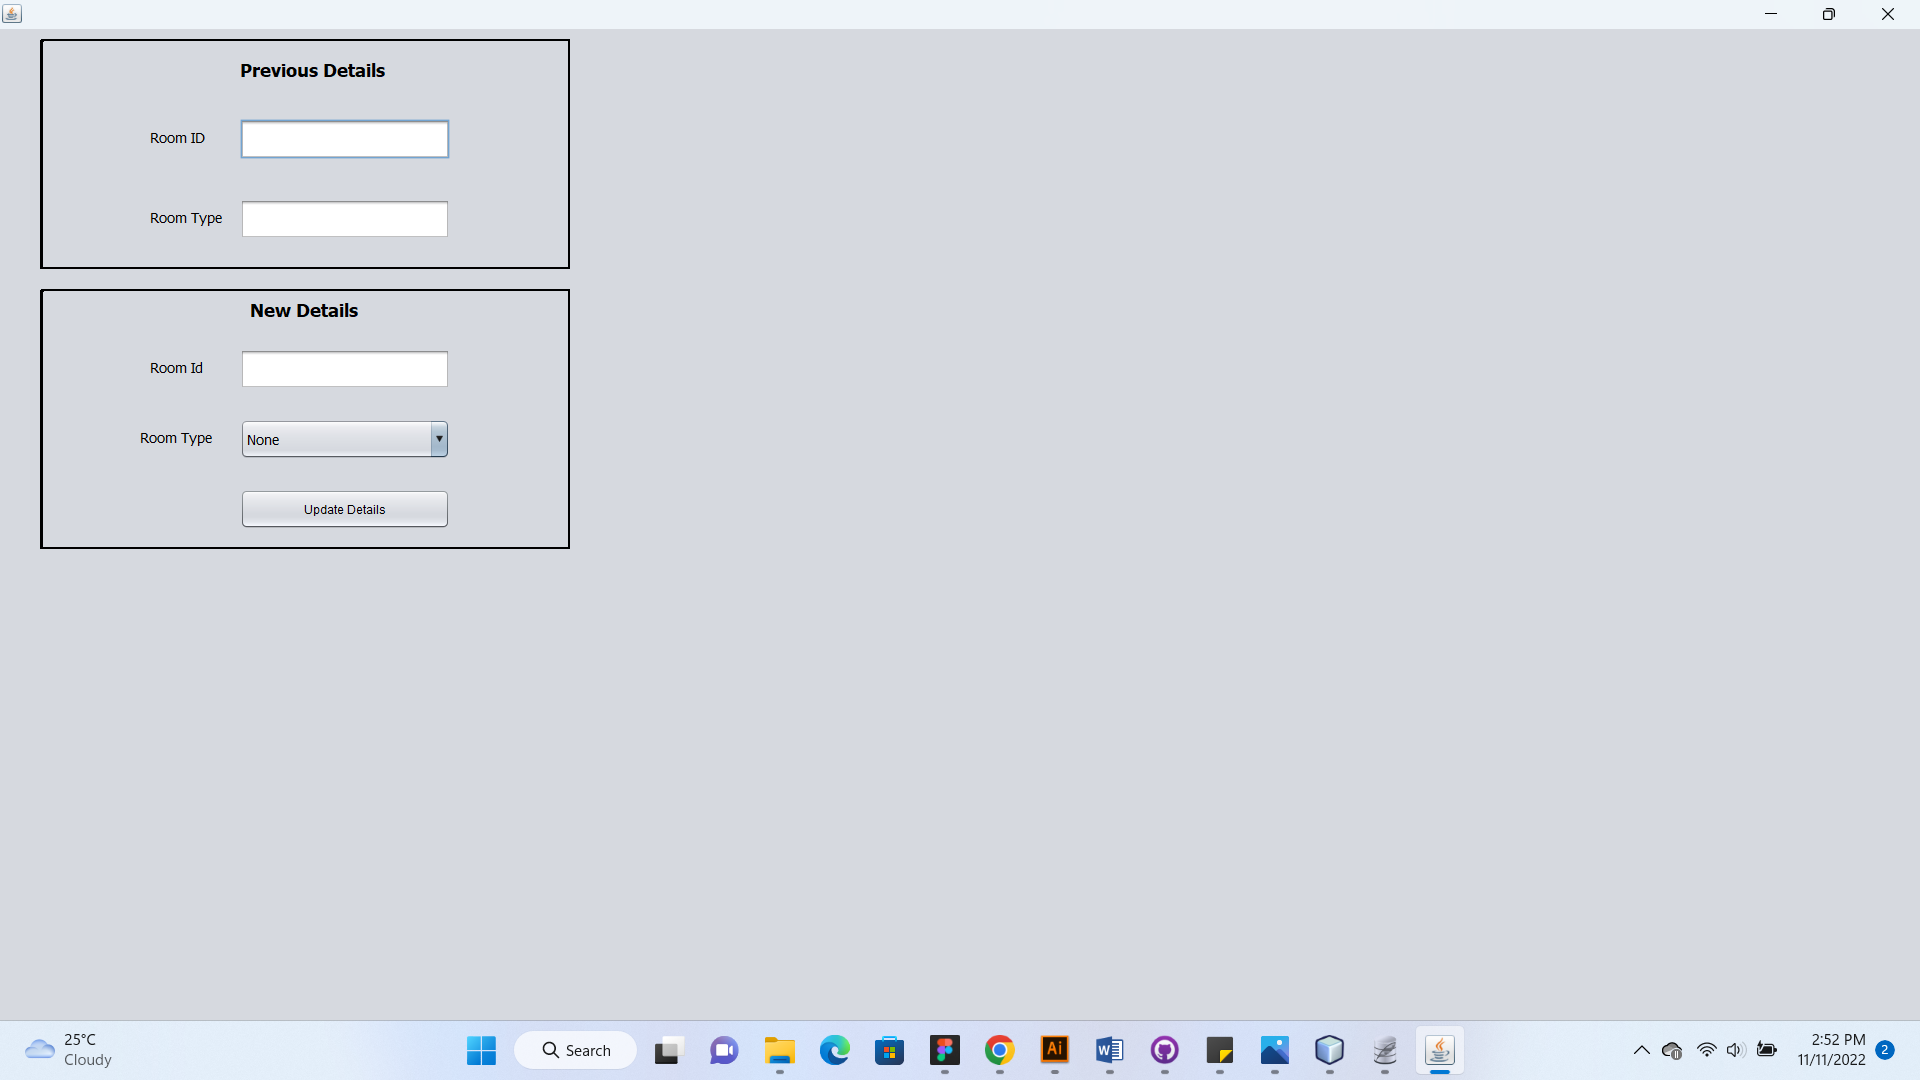 Previous Details
Room ID
Room Type
New Details
Room Id
Room Type
None
Update Details
25°C
Cloudy
Search
Ai
W
2:52 PM
11/11/2022
2